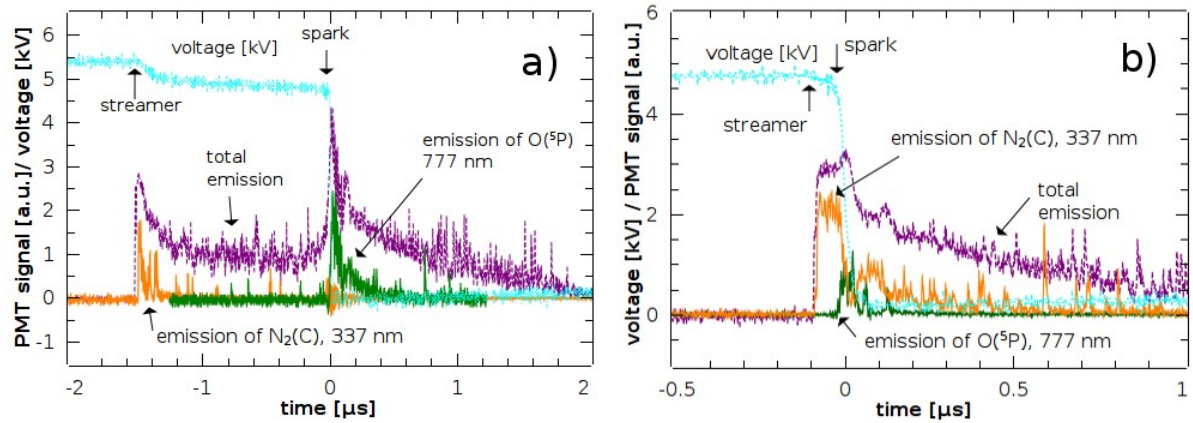 a)
PMT signal [a.u.]/ voltage [kV]
6
5
4
3
2
1
0
-1
voltage [kV]
spark
streamer
emission of O(⁵P)
777 nm
total
emission
emission of N₂(C), 337 nm
-2
-1
0
1
2
time [µs]
b)
voltage [kV] / PMT signal [a.u.]
6
4
2
0
spark
voltage [kV]
streamer
emission of N₂(C), 337 nm
total
emission
emission of O(⁵P), 777 nm
-0.5
0
0.5
1
time [µs]